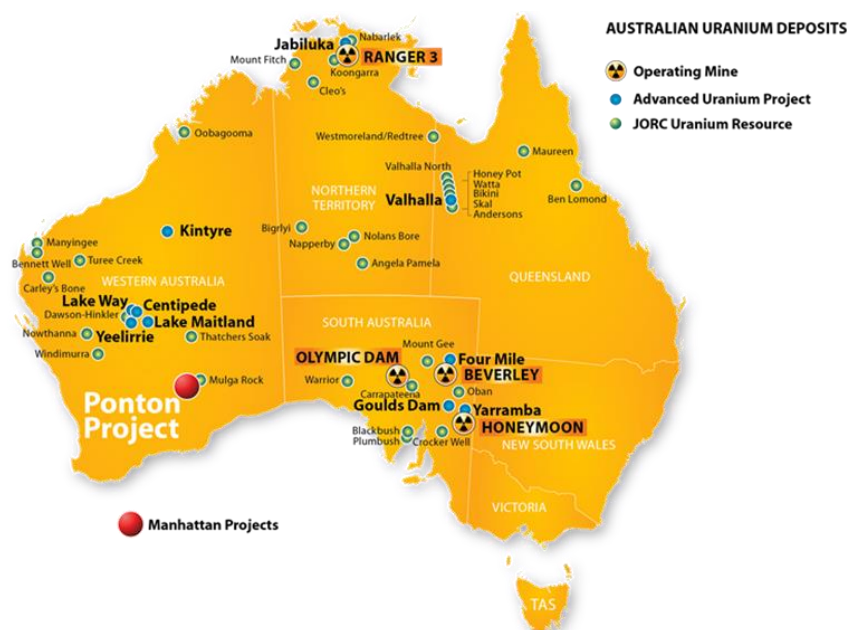 AUSTRALIAN URANIUM DEPOSITS
Operating Mine
Advanced Uranium Project
JORC Uranium Resource
Nabarlek
Jabiluka
RANGER 3
Mount Fitch
Koongarra
Cleo's
Oobagooma
Westmoreland/Redtree
Maureen
Valhalla North
Honey Pot
Watta
Bikini
Skal
Andersons
Valhalla
Ben Lomond
NORTHERN
TERRITORY
Kintyre
Bigrlyi
Nolans Bore
Napperby
Angela Pamela
Manyingee
Bennett Well
Turee Creek
Carley's Bone
WESTERN AUSTRALIA
QUEENSLAND
Lake Way
Centipede
Dawson-Hinkler
Lake Maitland
Nowthanna
Yeelirrie
Thatchers Soak
Windimurra
SOUTH AUSTRALIA
Mount Gee
OLYMPIC DAM
Four Mile
BEVERLEY
Warrior
Carrapateena
Oban
Mulga Rock
Ponton
Project
Goulds Dam
Yarramba
HONEYMOON
Blackbush
Plumbush
Crocker Well
NEW SOUTH WALES
VICTORIA
Manhattan Projects
TAS